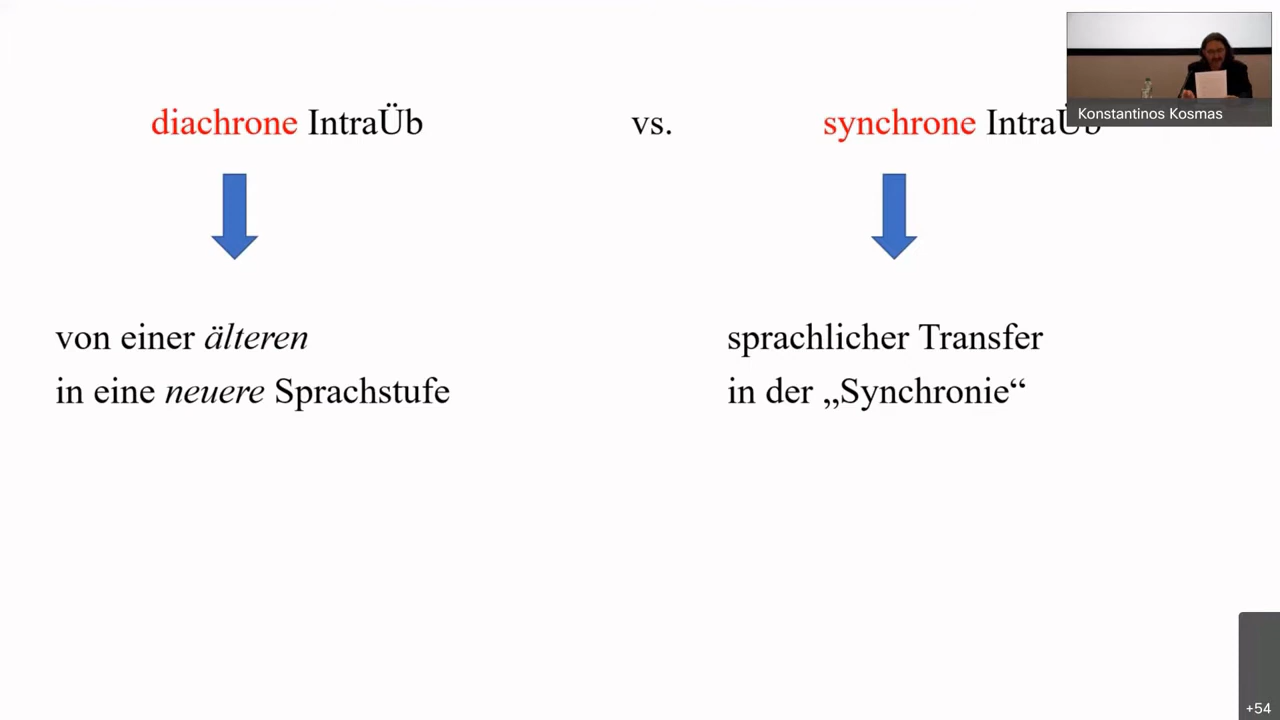 diachrone IntraÜb vs. synchrone IntraÜb
Konstantinos Kosmas
von einer älteren
in eine neuere Sprachstufe
sprachlicher Transfer
in der „Synchronie“
+54